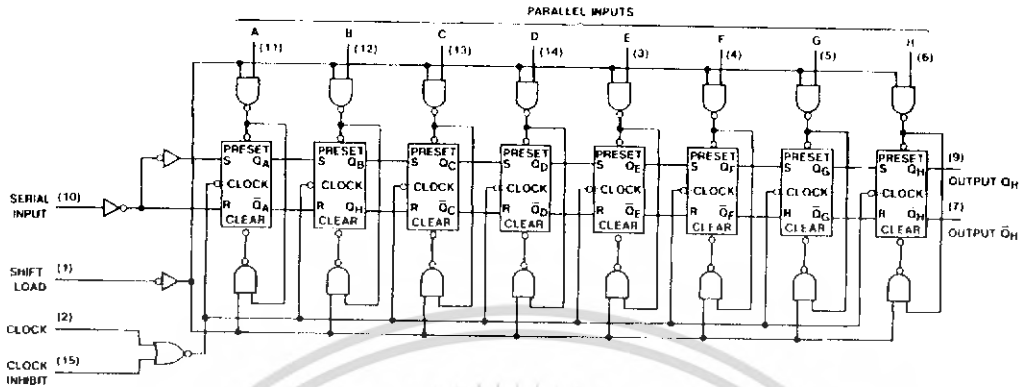 PARALLEL INPUTS
A B C D E F G H
(11) (12) (13) (14) (3) (4) (5) (6)
PRESET PRESET PRESET PRESET PRESET PRESET PRESET PRESET
S QA S QB S QC S QD S QE S QF S QG S QH (9)
OUTPUT QH
CLOCK CLOCK CLOCK CLOCK CLOCK CLOCK CLOCK CLOCK
SERIAL INPUT (10)
R Q̄A R QH R Q̄C R Q̄D R Q̄E R Q̄F R Q̄G R QH (7)
CLEAR CLEAR CLEAR CLEAR CLEAR CLEAR CLEAR CLEAR
OUTPUT Q̄H
SHIFT LOAD (1)
CLOCK (2)
CLOCK INHIBIT (15)